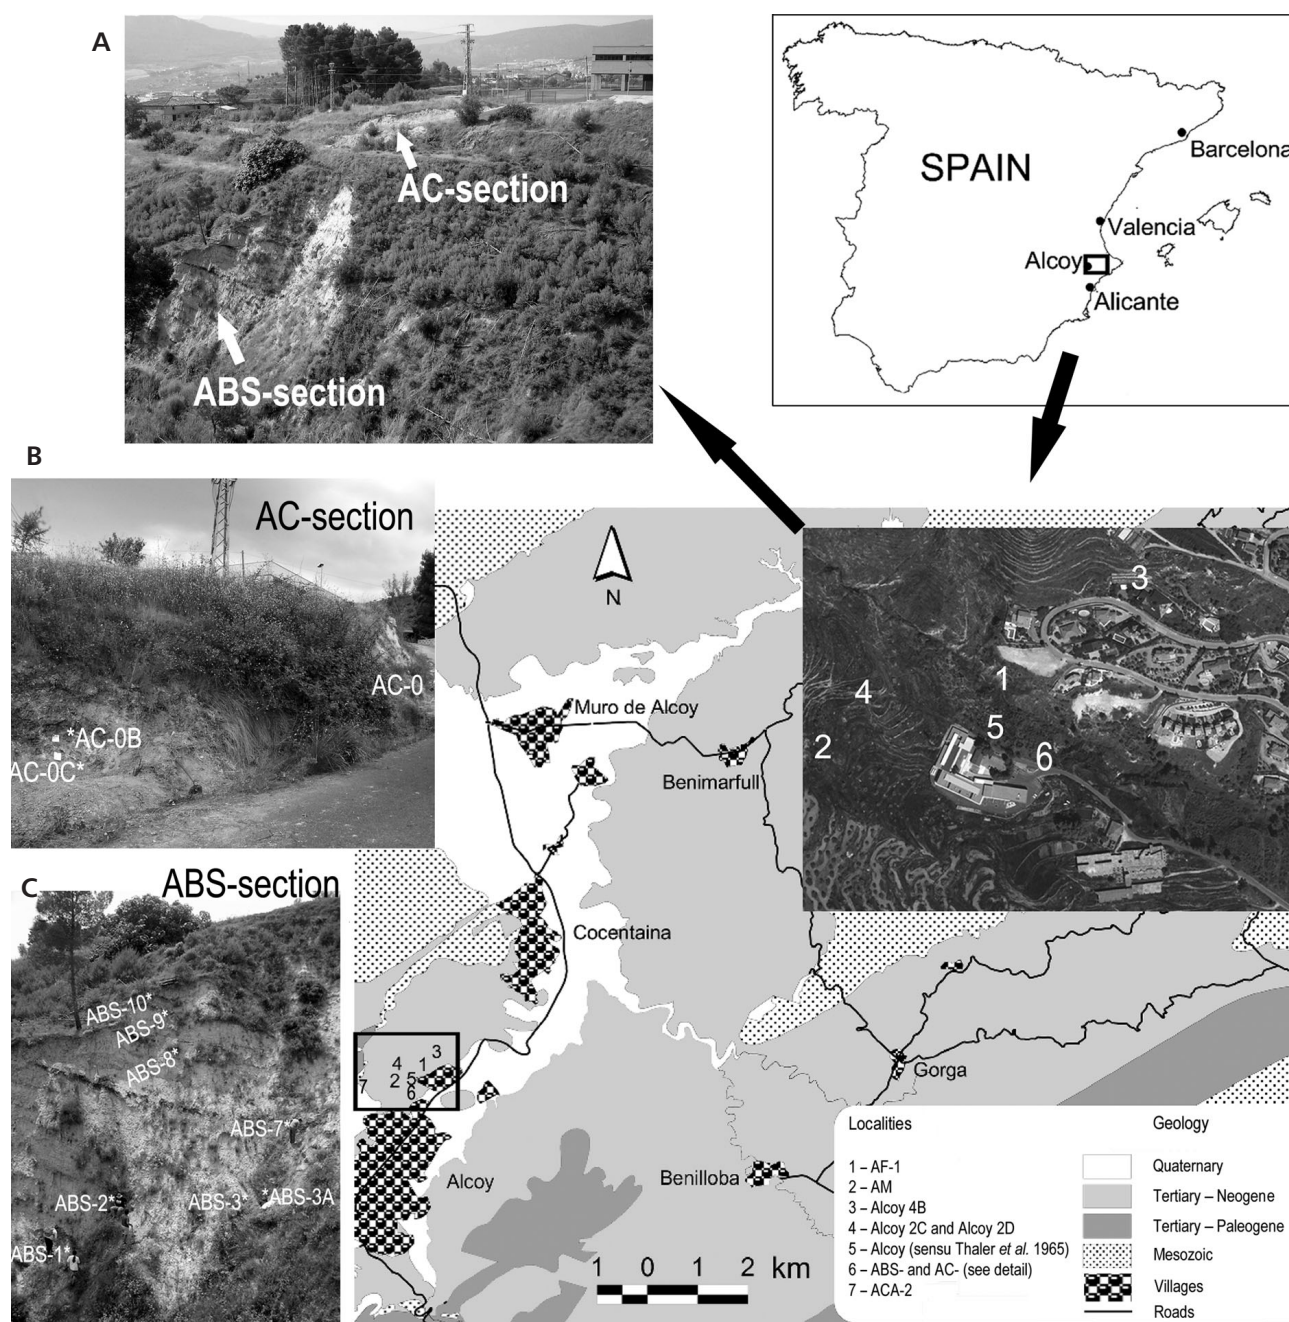 A
AC-section
ABS-section
SPAIN
Barcelona
Valencia
Alcoy
Alicante
B
AC-section
AC-0
*AC-0B
AC-0C*
C
ABS-section
ABS-10*
ABS-9*
ABS-8*
ABS-7*
ABS-2*
ABS-3*
*ABS-3A
ABS-1*
N
Muro de Alcoy
Benimarfull
Cocentaina
Gorga
Benilloba
Alcoy
3
4
1
7
2
5
6
3
1
4
5
2
6
1 0 1 2 km
Localities
1 – AF-1
2 – AM
3 – Alcoy 4B
4 – Alcoy 2C and Alcoy 2D
5 – Alcoy (sensu Thaler et al. 1965)
6 – ABS- and AC- (see detail)
7 – ACA-2
Geology
Quaternary
Tertiary – Neogene
Tertiary – Paleogene
Mesozoic
Villages
Roads